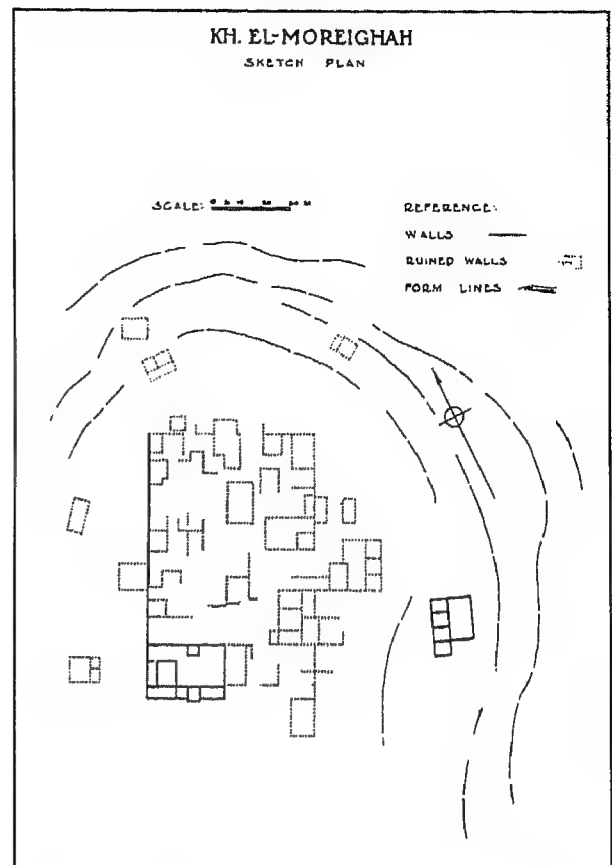 KH. EL-MOREIGHAH
SKETCH PLAN
SCALE:
REFERENCE:
WALLS
RUINED WALLS
FORM LINES